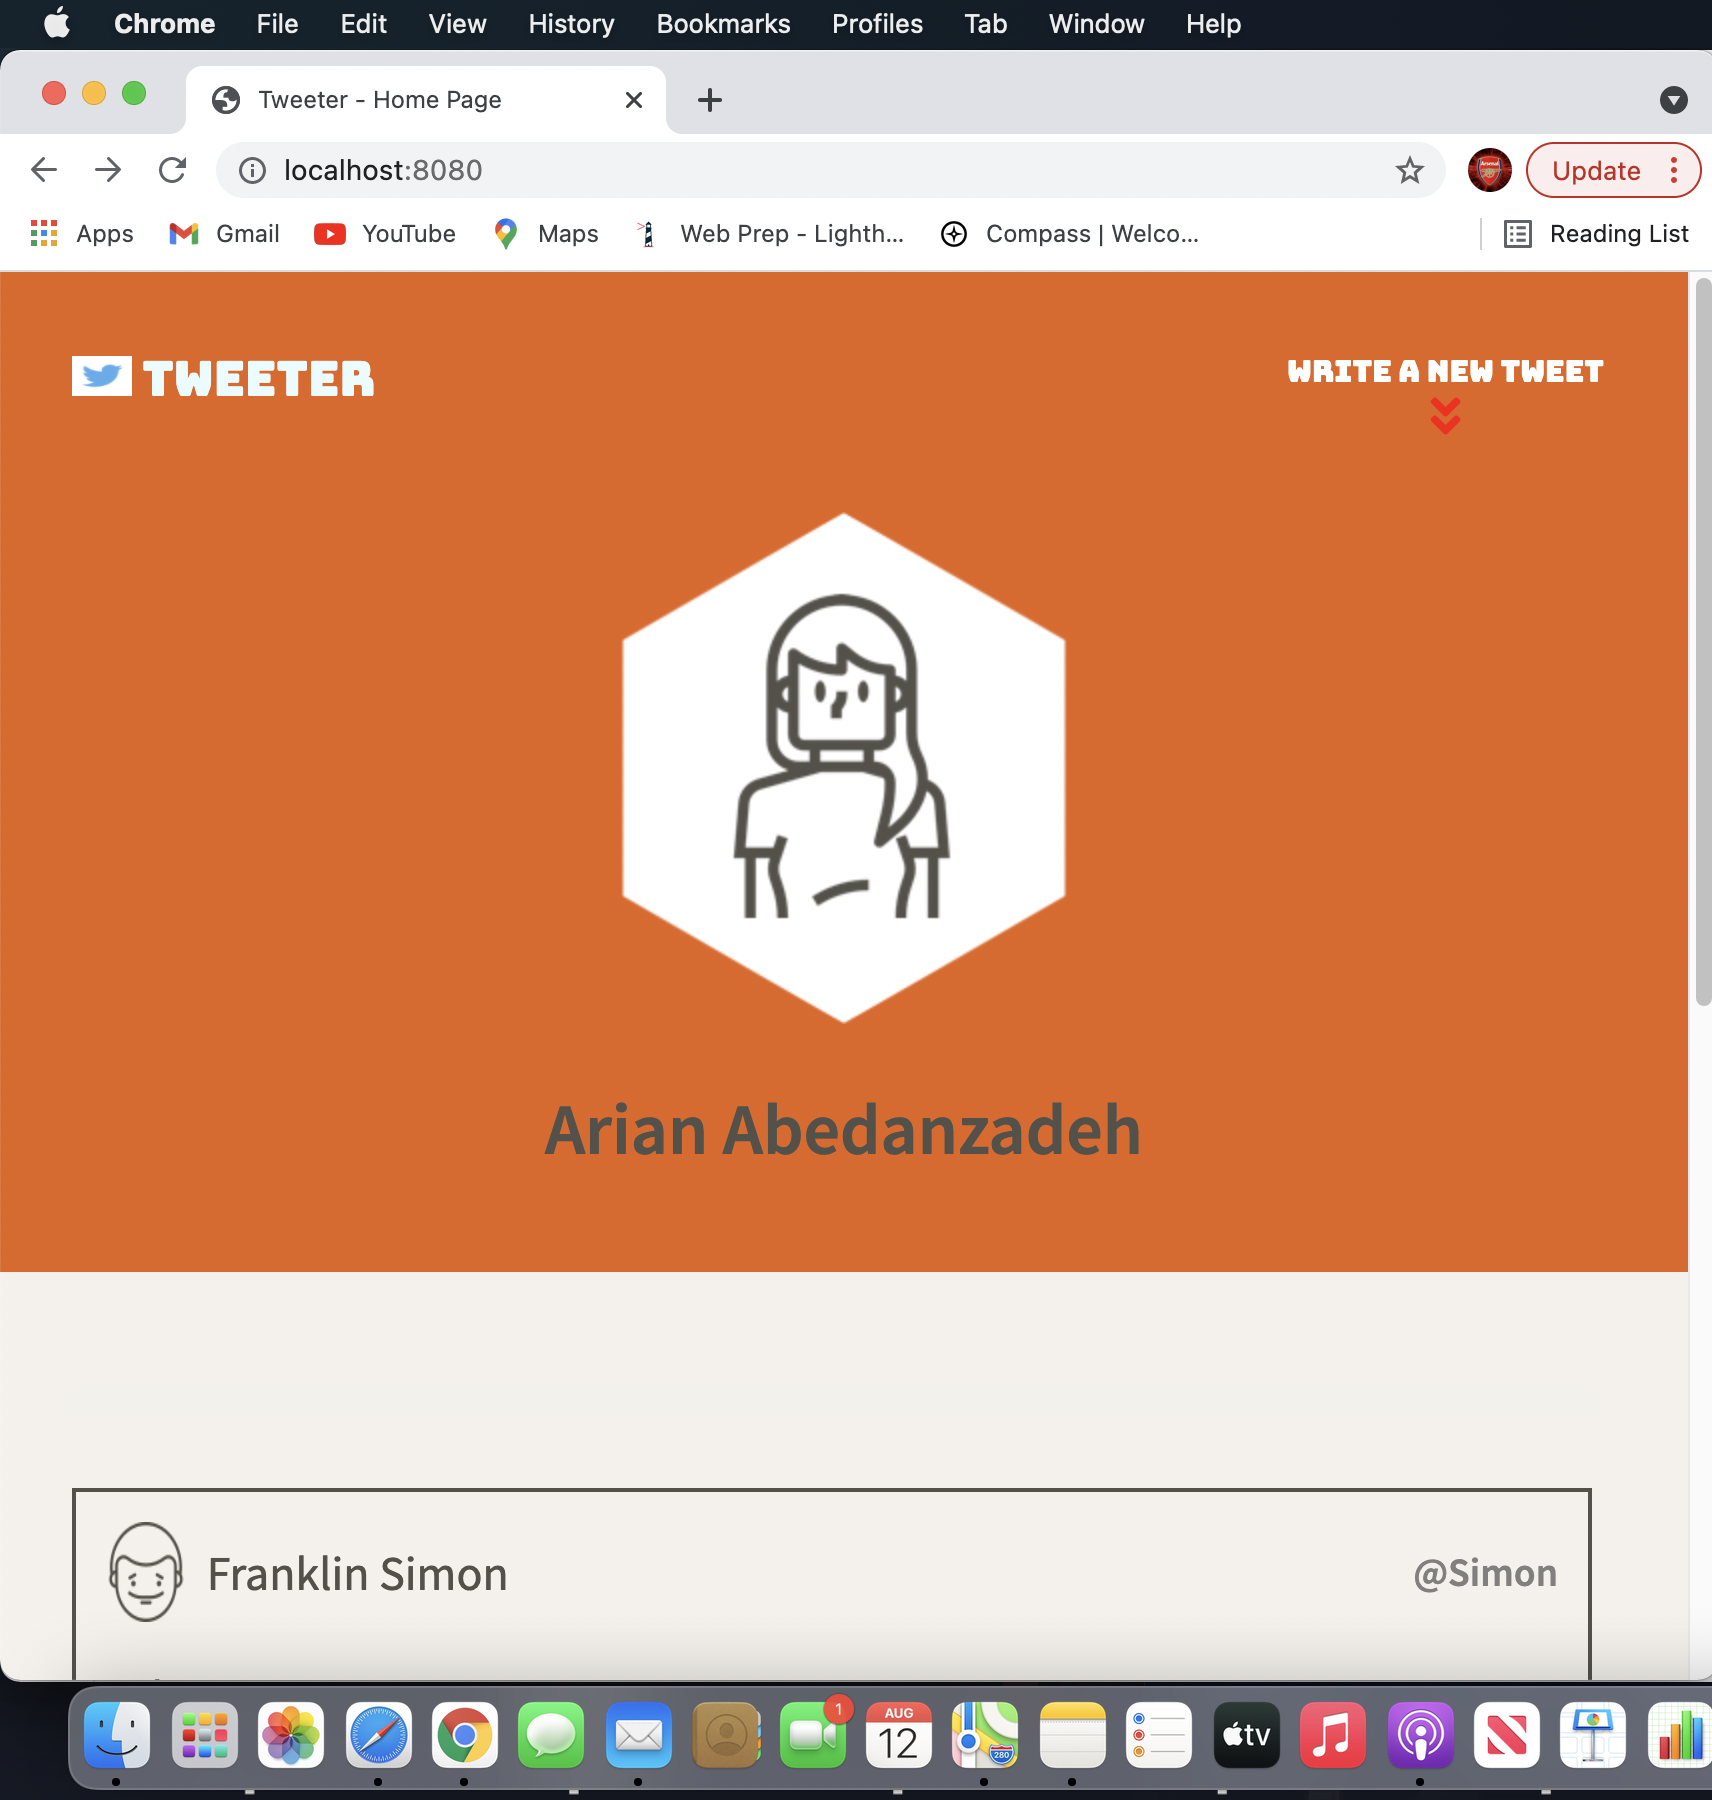 Chrome File Edit View History Bookmarks Profiles Tab Window Help
Tweeter - Home Page
localhost:8080
Update
Apps Gmail YouTube Maps Web Prep - Lighth... Compass | Welco... Reading List
TWEETER
WRITE A NEW TWEET
Arian Abedanzadeh
Franklin Simon
@Simon
1
AUG
12
280
tv